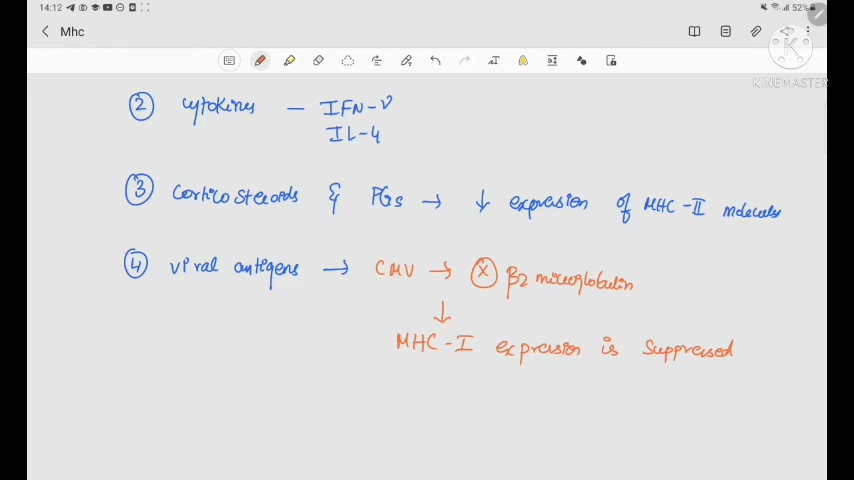 14:12
52%
Mhc
KINEMASTER
② cytokines — IFN-γ
IL-4
③ Corticosteroids & PGs → ↓ expression of MHC-II molecules
④ viral antigens → CMV → ⓧ β2 microglobulin
↓
MHC-I expression is suppressed